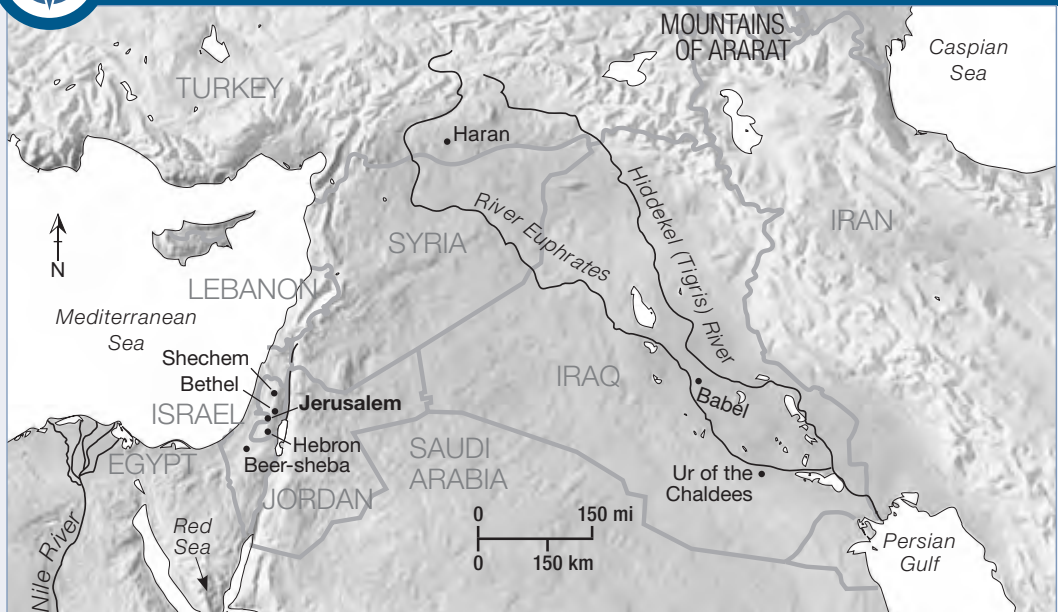 MOUNTAINS
OF ARARAT
Caspian
Sea
TURKEY
Haran
Hiddekel (Tigris) River
River Euphrates
IRAN
SYRIA
N
LEBANON
Mediterranean
Sea
Shechem
Bethel
IRAQ
Babel
ISRAEL
Jerusalem
Hebron
Beer-sheba
EGYPT
SAUDI
ARABIA
Ur of the
Chaldees
JORDAN
0 150 mi
0 150 km
Red
Sea
Nile River
Persian
Gulf